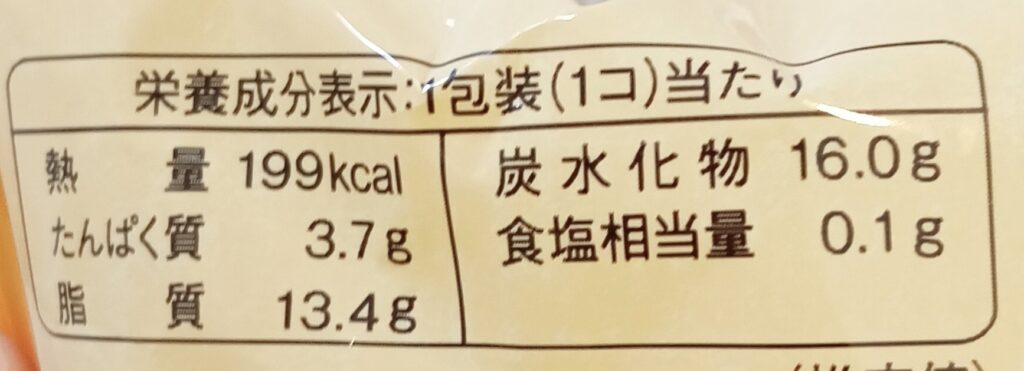 栄養成分表示:1包装(1コ)当たり
熱量 199kcal
たんぱく質 3.7g
脂質 13.4g
炭水化物 16.0g
食塩相当量 0.1g